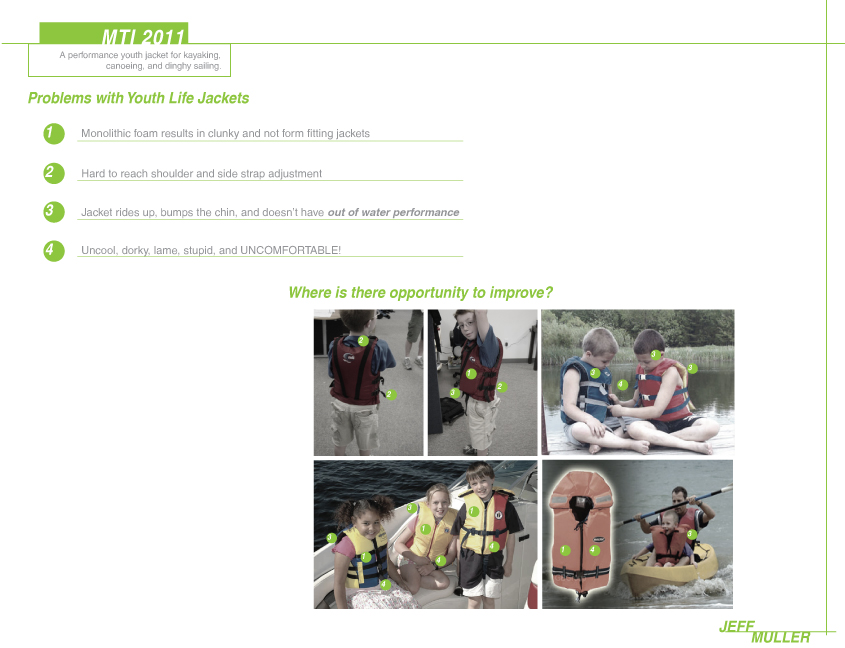 MTI 2011
A performance youth jacket for kayaking,
canoeing, and dinghy sailing.
Problems with Youth Life Jackets
1 Monolithic foam results in clunky and not form fitting jackets
2 Hard to reach shoulder and side strap adjustment
3 Jacket rides up, bumps the chin, and doesn't have out of water performance
4 Uncool, dorky, lame, stupid, and UNCOMFORTABLE!
Where is there opportunity to improve?
2
2
1
3
2
3
3
3
4
3
3
1
1
1
4
4
4
1
4
3
JEFF
MULLER